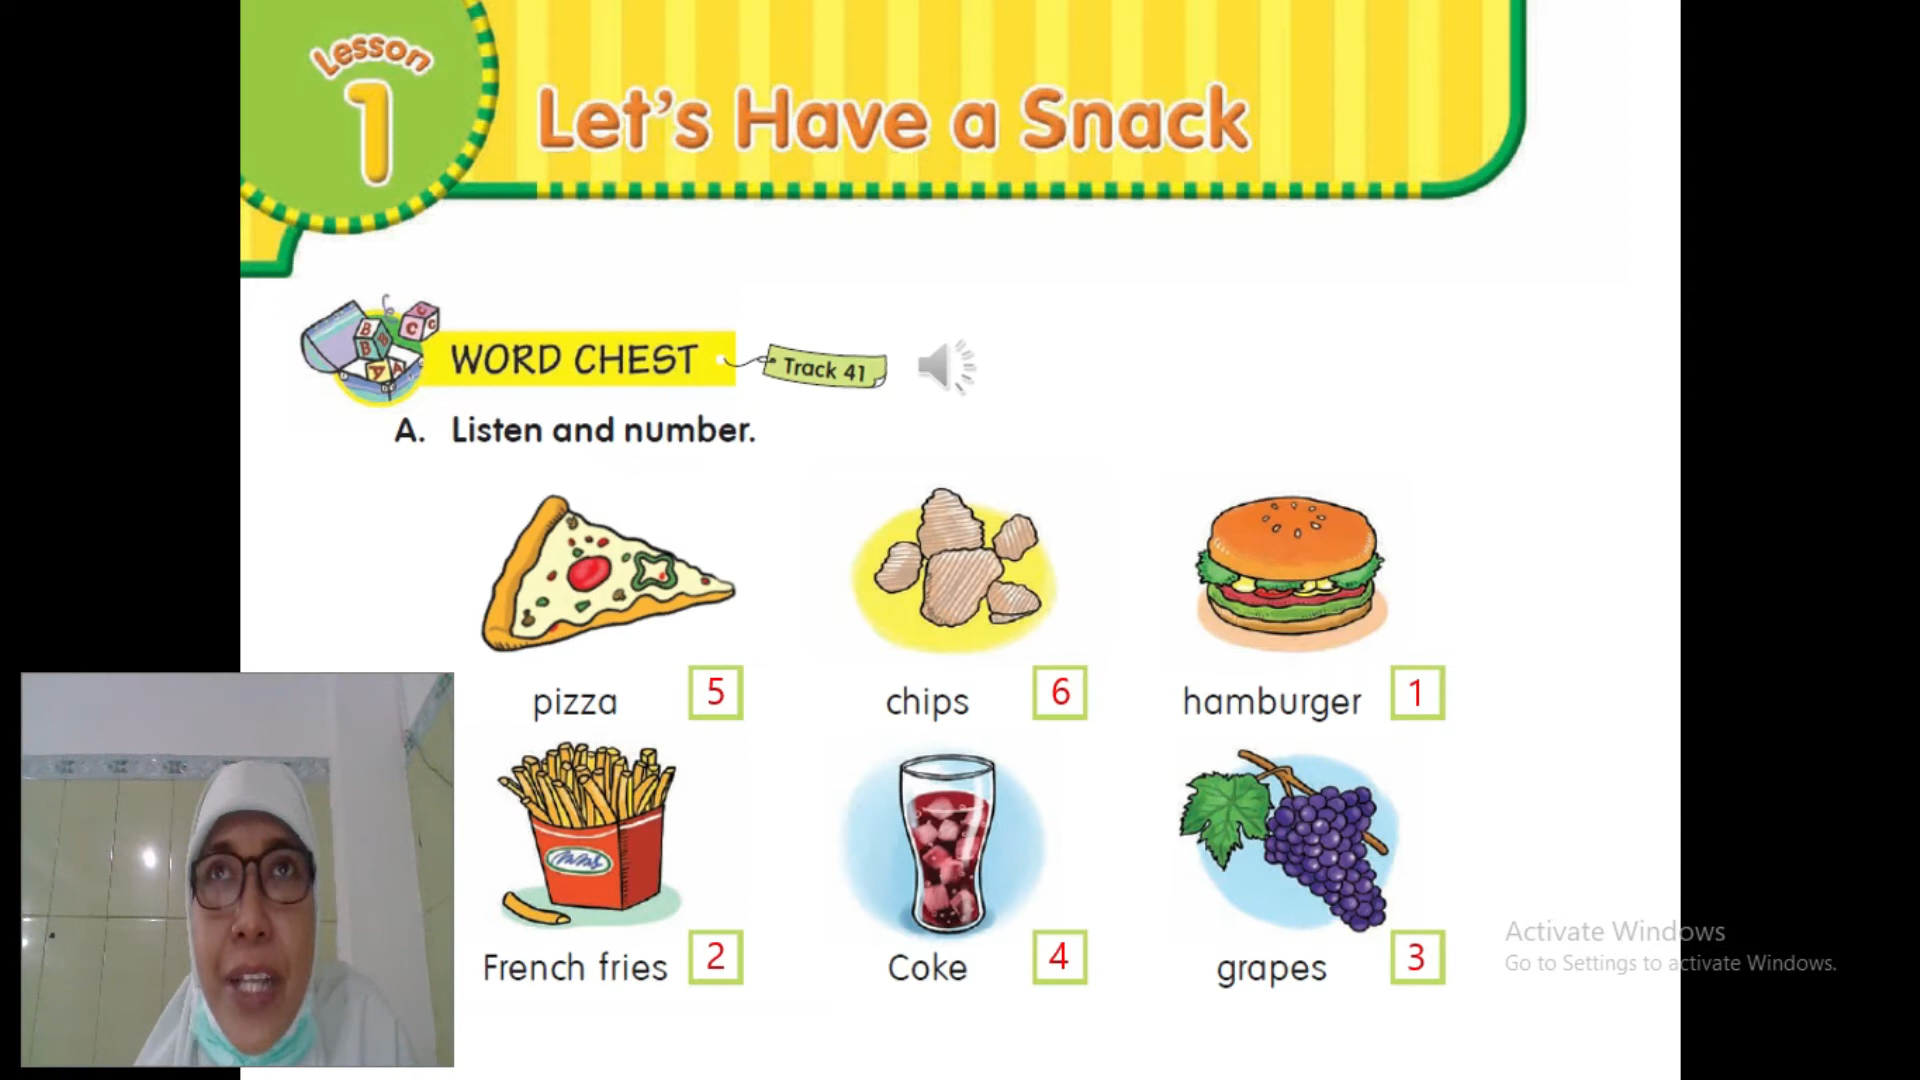 Lesson
1
Let's Have a Snack
WORD CHEST
Track 41
A. Listen and number.
pizza 5
chips 6
hamburger 1
French fries 2
Coke 4
grapes 3
Activate Windows
Go to Settings to activate Windows.
B
B
B
C
C
C
A
A